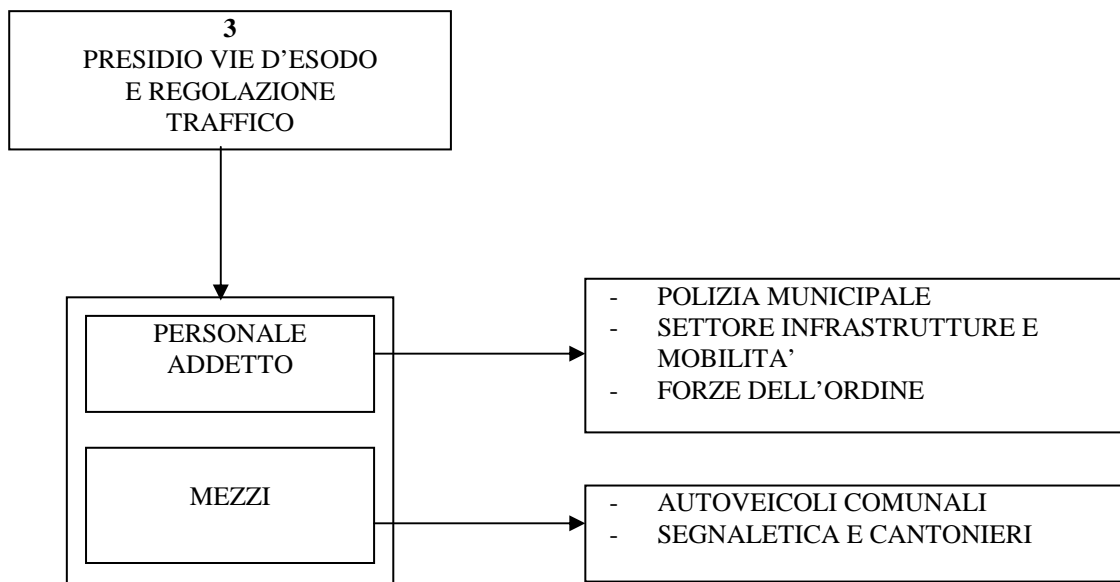 3
PRESIDIO VIE D’ESODO
E REGOLAZIONE
TRAFFICO
PERSONALE
ADDETTO
- POLIZIA MUNICIPALE
- SETTORE INFRASTRUTTURE E
MOBILITA’
- FORZE DELL’ORDINE
MEZZI
- AUTOVEICOLI COMUNALI
- SEGNALETICA E CANTONIERI